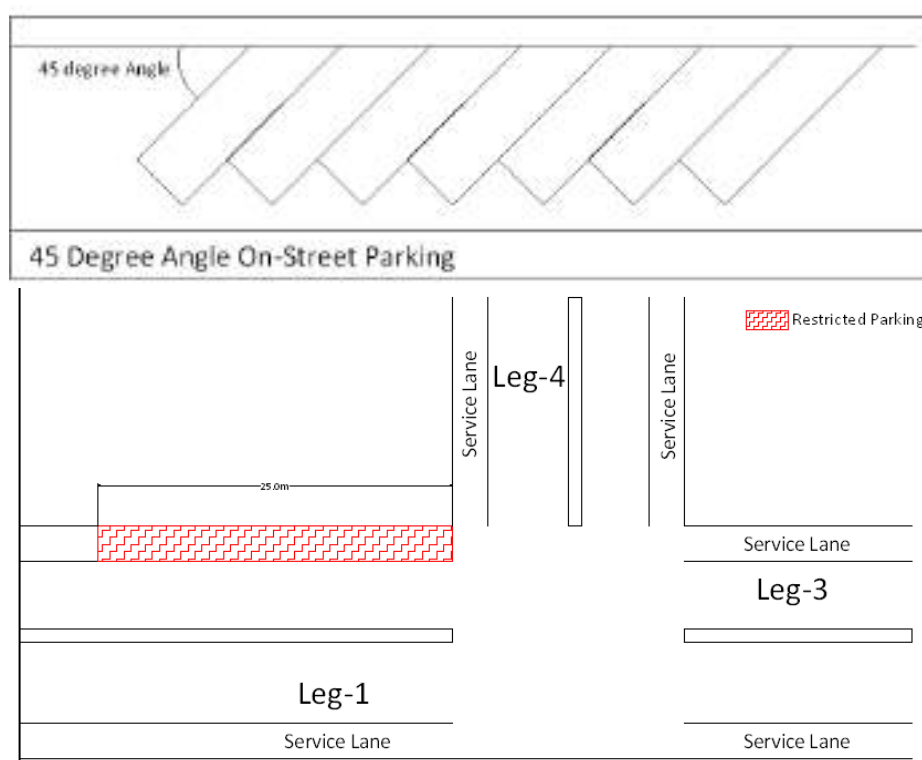 45 degree Angle
45 Degree Angle On-Street Parking
Restricted Parking
Service Lane
Leg-4
Service Lane
25.0m
Service Lane
Leg-3
Leg-1
Service Lane
Service Lane